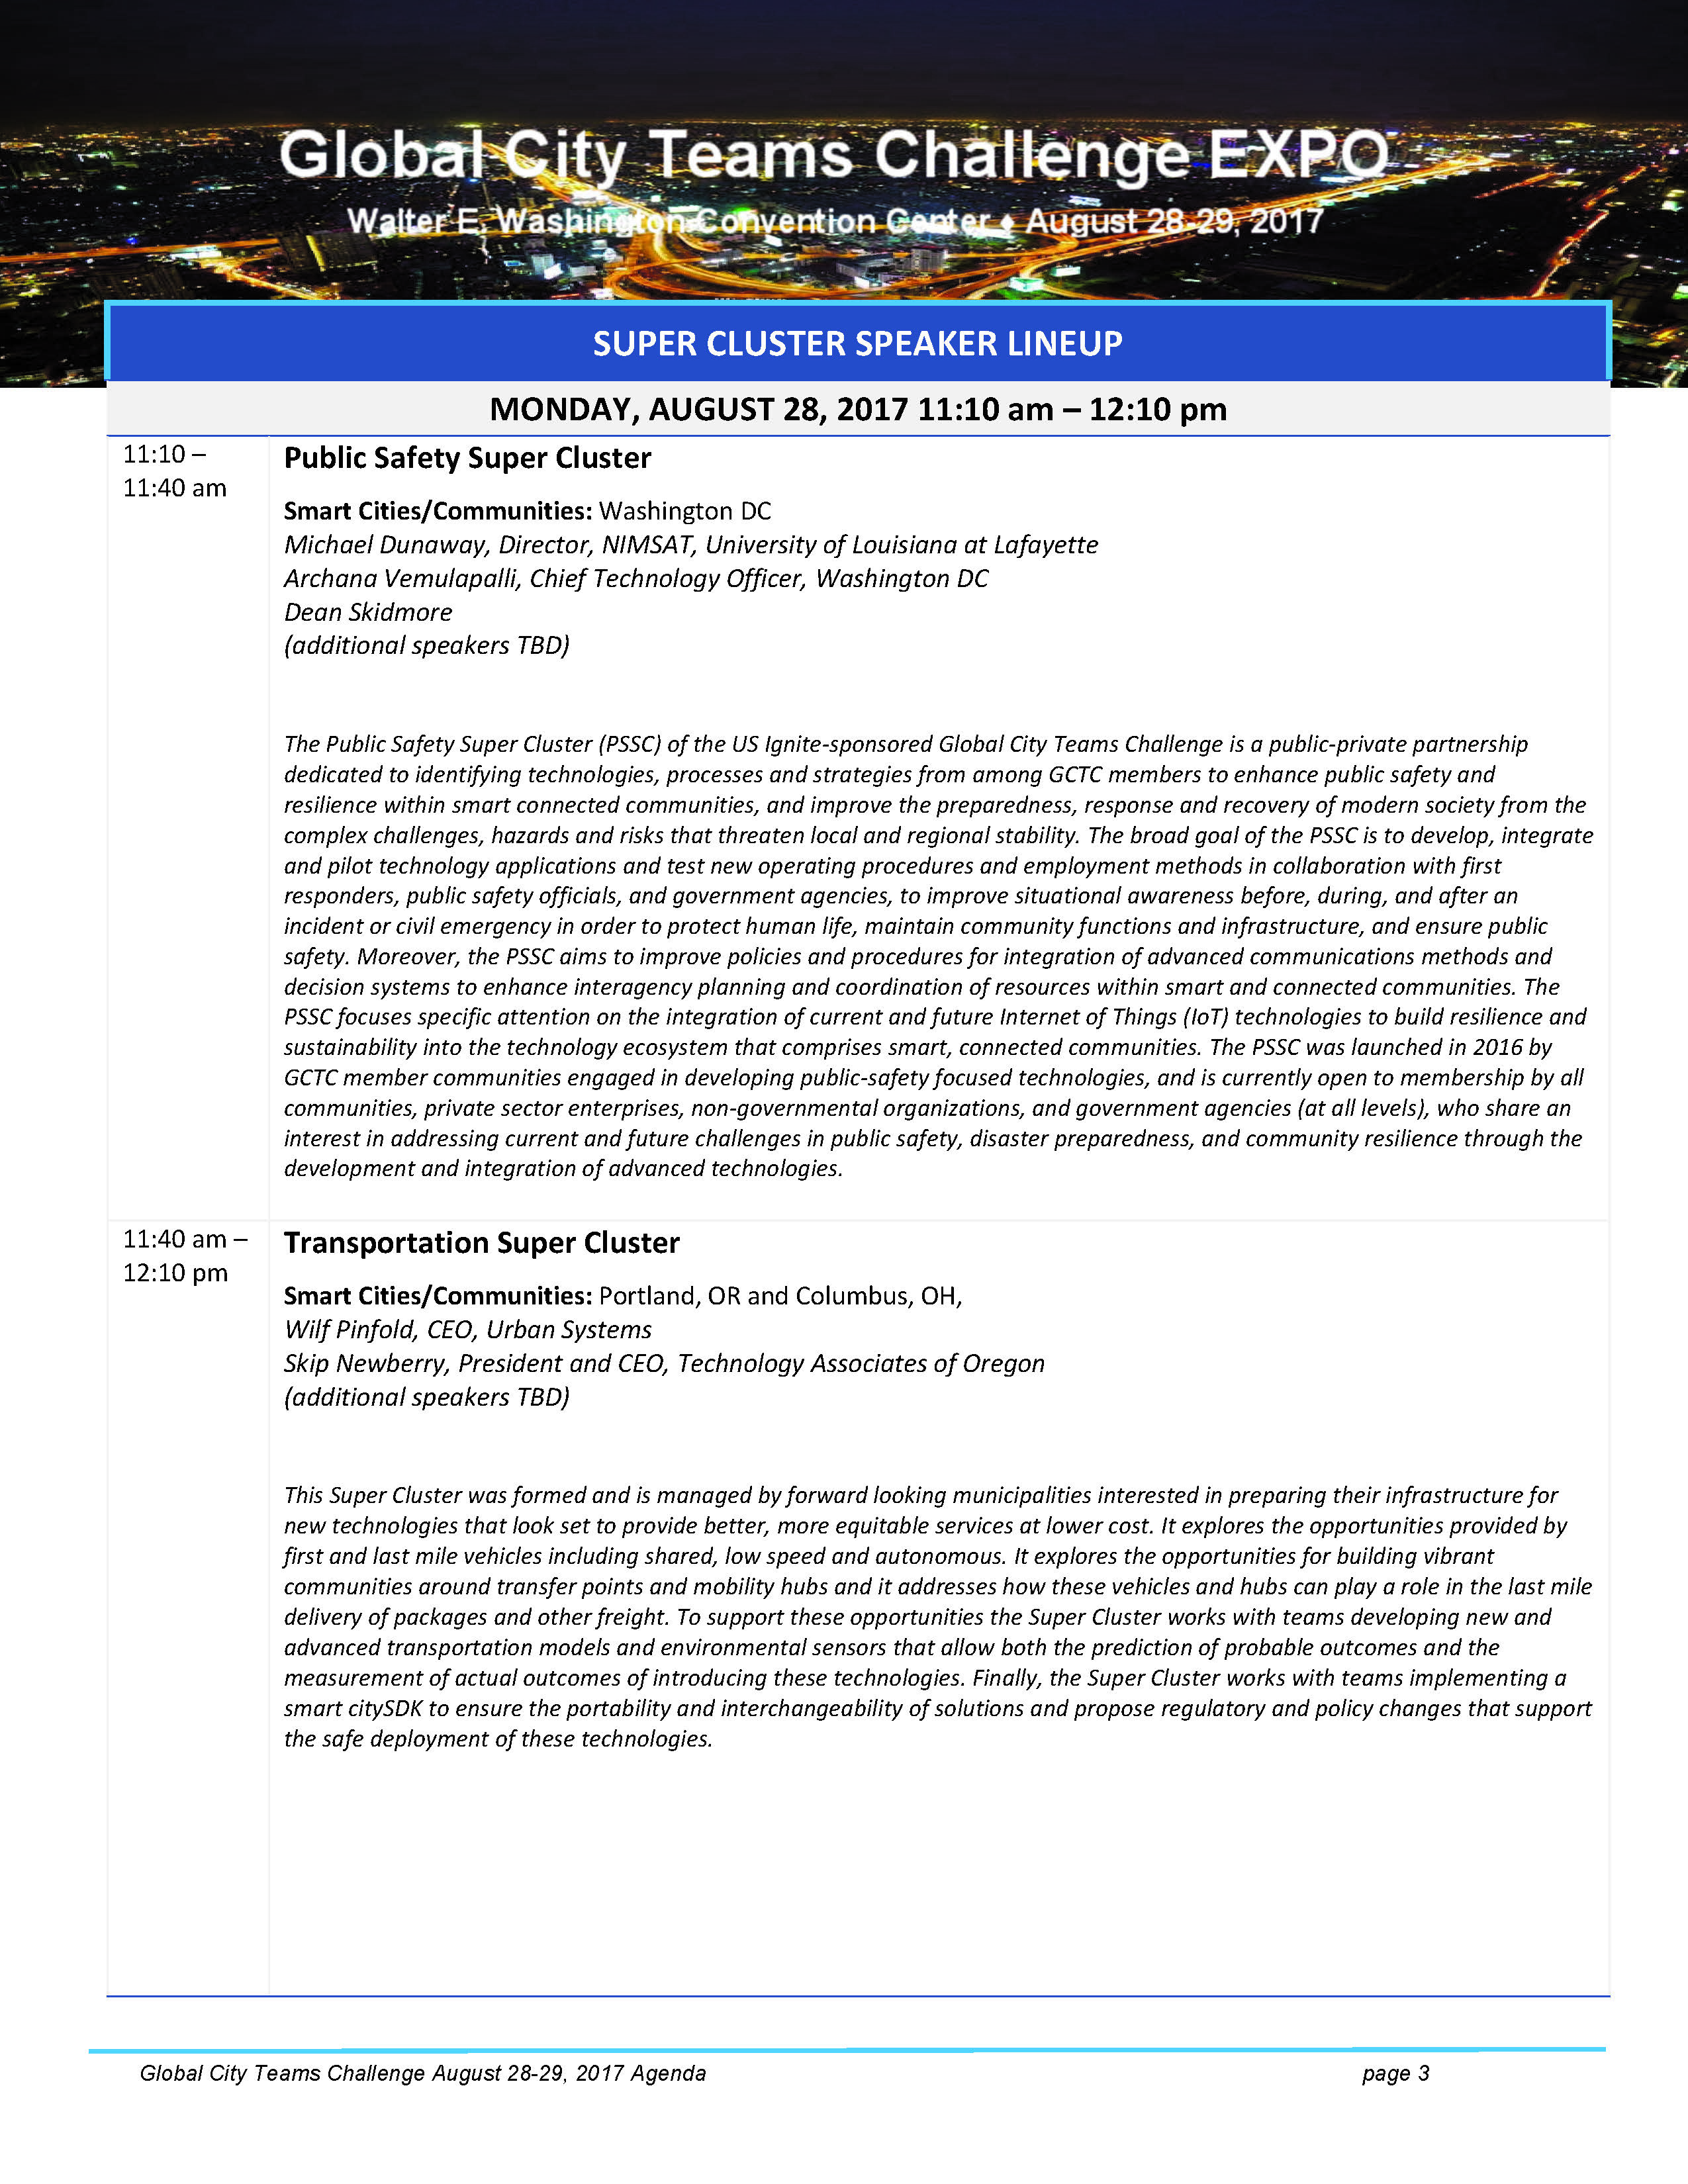 Global City Teams Challenge EXPO
Walter E. Washington Convention Center ♦ August 28-29, 2017
SUPER CLUSTER SPEAKER LINEUP
MONDAY, AUGUST 28, 2017 11:10 am – 12:10 pm
11:10 –
11:40 am
Public Safety Super Cluster
Smart Cities/Communities: Washington DC
Michael Dunaway, Director, NIMSAT, University of Louisiana at Lafayette
Archana Vemulapalli, Chief Technology Officer, Washington DC
Dean Skidmore
(additional speakers TBD)
The Public Safety Super Cluster (PSSC) of the US Ignite-sponsored Global City Teams Challenge is a public-private partnership
dedicated to identifying technologies, processes and strategies from among GCTC members to enhance public safety and
resilience within smart connected communities, and improve the preparedness, response and recovery of modern society from the
complex challenges, hazards and risks that threaten local and regional stability. The broad goal of the PSSC is to develop, integrate
and pilot technology applications and test new operating procedures and employment methods in collaboration with first
responders, public safety officials, and government agencies, to improve situational awareness before, during, and after an
incident or civil emergency in order to protect human life, maintain community functions and infrastructure, and ensure public
safety. Moreover, the PSSC aims to improve policies and procedures for integration of advanced communications methods and
decision systems to enhance interagency planning and coordination of resources within smart and connected communities. The
PSSC focuses specific attention on the integration of current and future Internet of Things (IoT) technologies to build resilience and
sustainability into the technology ecosystem that comprises smart, connected communities. The PSSC was launched in 2016 by
GCTC member communities engaged in developing public-safety focused technologies, and is currently open to membership by all
communities, private sector enterprises, non-governmental organizations, and government agencies (at all levels), who share an
interest in addressing current and future challenges in public safety, disaster preparedness, and community resilience through the
development and integration of advanced technologies.
11:40 am –
12:10 pm
Transportation Super Cluster
Smart Cities/Communities: Portland, OR and Columbus, OH,
Wilf Pinfold, CEO, Urban Systems
Skip Newberry, President and CEO, Technology Associates of Oregon
(additional speakers TBD)
This Super Cluster was formed and is managed by forward looking municipalities interested in preparing their infrastructure for
new technologies that look set to provide better, more equitable services at lower cost. It explores the opportunities provided by
first and last mile vehicles including shared, low speed and autonomous. It explores the opportunities for building vibrant
communities around transfer points and mobility hubs and it addresses how these vehicles and hubs can play a role in the last mile
delivery of packages and other freight. To support these opportunities the Super Cluster works with teams developing new and
advanced transportation models and environmental sensors that allow both the prediction of probable outcomes and the
measurement of actual outcomes of introducing these technologies. Finally, the Super Cluster works with teams implementing a
smart citySDK to ensure the portability and interchangeability of solutions and propose regulatory and policy changes that support
the safe deployment of these technologies.
Global City Teams Challenge August 28-29, 2017 Agenda
page 3